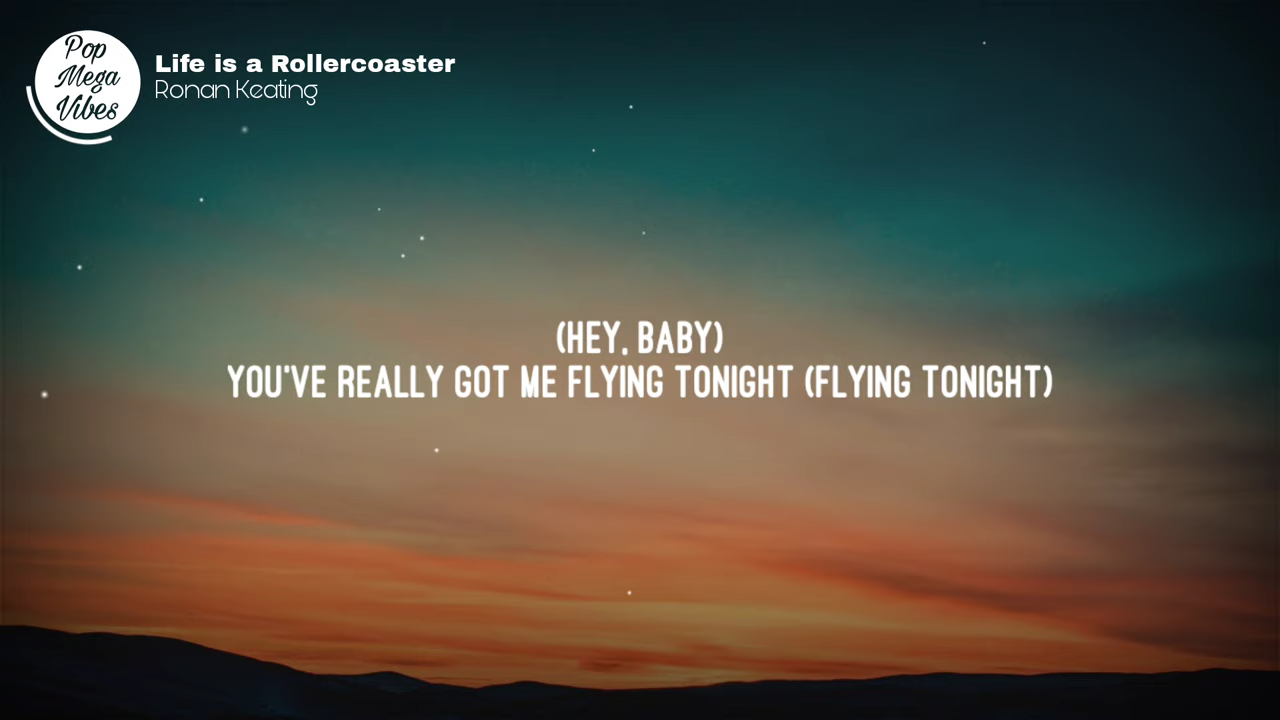 Pop
Mega
Vibes
Life is a Rollercoaster
Ronan Keating
(HEY, BABY)
YOU'VE REALLY GOT ME FLYING TONIGHT (FLYING TONIGHT)